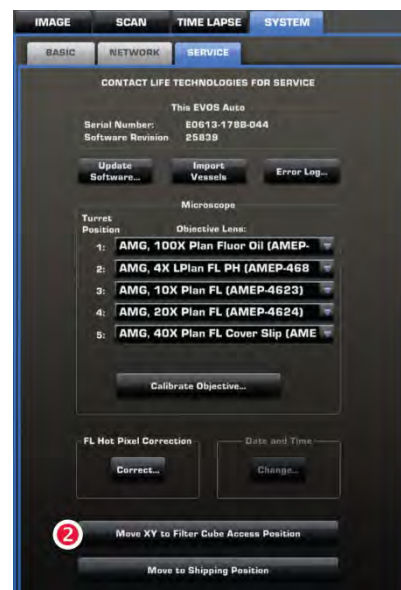 IMAGE SCAN TIME LAPSE SYSTEM
BASIC NETWORK SERVICE
CONTACT LIFE TECHNOLOGIES FOR SERVICE
This EVOS Auto
Serial Number: E0613-178B-044
Software Revision 25839
Update Software... Import Vessels Error Log...
Microscope
Turret Position Objective Lens:
1: AMG, 100X Plan Fluor Oil (AMEP-
2: AMG, 4X LPlan FL PH (AMEP-468
3: AMG, 10X Plan FL (AMEP-4623)
4: AMG, 20X Plan FL (AMEP-4624)
5: AMG, 40X Plan FL Cover Slip (AME
Calibrate Objective...
FL Hot Pixel Correction Date and Time
Correct... Change...
2 Move XY to Filter Cube Access Position
Move to Shipping Position